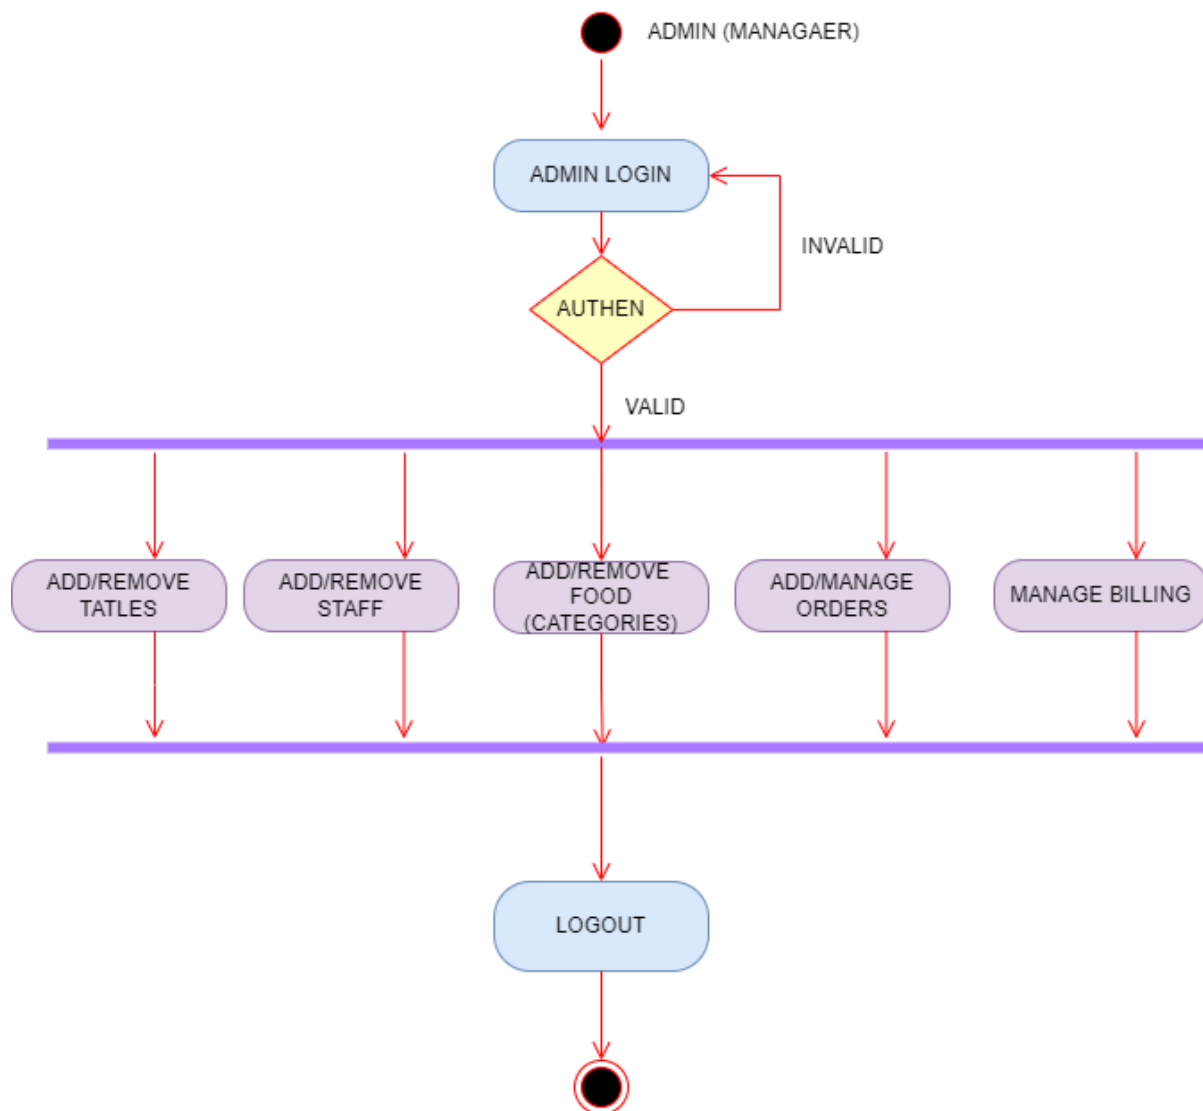 ADMIN (MANAGAER)
ADMIN LOGIN
INVALID
AUTHEN
VALID
ADD/REMOVE
TATLES
ADD/REMOVE
STAFF
ADD/REMOVE
FOOD
(CATEGORIES)
ADD/MANAGE
ORDERS
MANAGE BILLING
LOGOUT